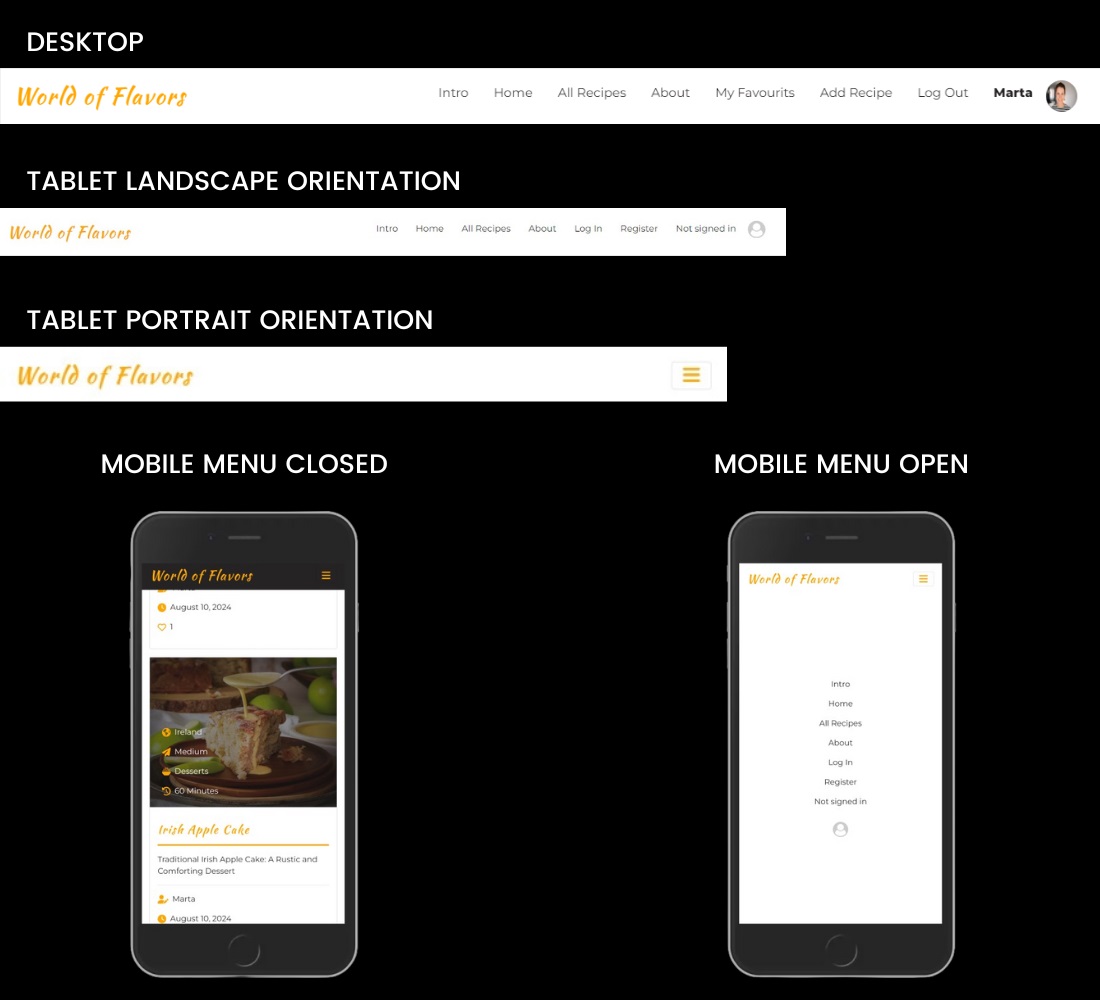 DESKTOP
World of Flavors Intro Home All Recipes About My Favourits Add Recipe Log Out Marta
TABLET LANDSCAPE ORIENTATION
World of Flavors Intro Home All Recipes About Log In Register Not signed in
TABLET PORTRAIT ORIENTATION
World of Flavors
MOBILE MENU CLOSED
World of Flavors
August 10, 2024
1
Ireland
Medium
Desserts
60 Minutes
Irish Apple Cake
Traditional Irish Apple Cake: A Rustic and
Comforting Dessert
Marta
August 10, 2024
MOBILE MENU OPEN
World of Flavors
Intro
Home
All Recipes
About
Log In
Register
Not signed in